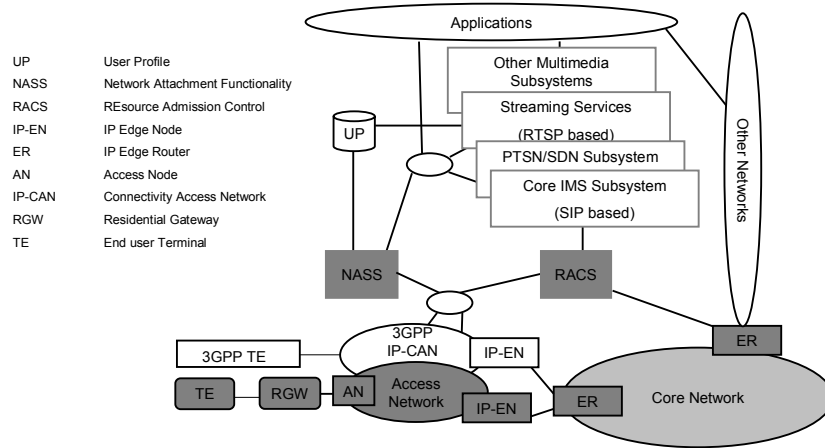 Applications
UP User Profile
NASS Network Attachment Functionality
RACS REsource Admission Control
IP-EN IP Edge Node
ER IP Edge Router
AN Access Node
IP-CAN Connectivity Access Network
RGW Residential Gateway
TE End user Terminal
Other Multimedia
Subsystems
Streaming Services
(RTSP based)
UP
PTSN/SDN Subsystem
Core IMS Subsystem
(SIP based)
Other Networks
NASS
RACS
3GPP
IP-CAN
3GPP TE
IP-EN
ER
TE
RGW
AN
Access
Network
IP-EN
ER
Core Network